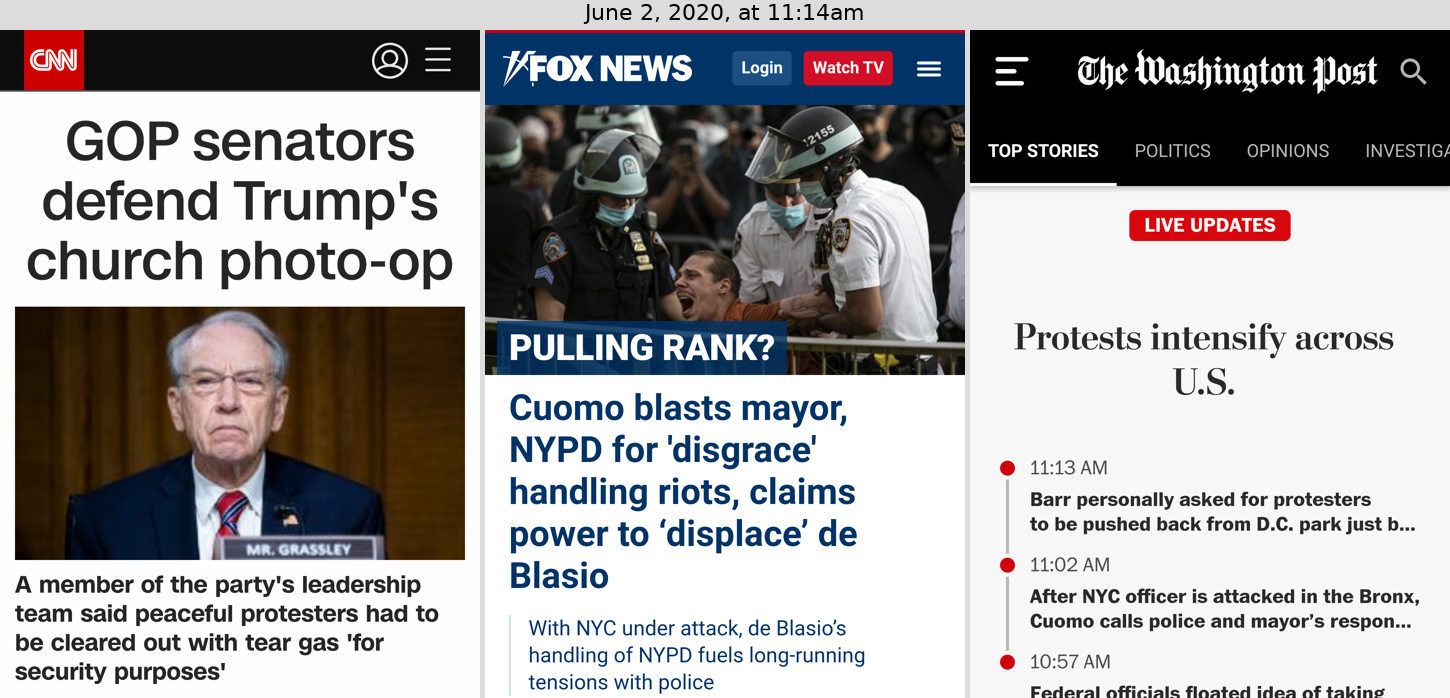 June 2, 2020, at 11:14am
CNN
GOP senators
defend Trump's
church photo-op
MR. GRASSLEY
A member of the party's leadership
team said peaceful protesters had to
be cleared out with tear gas 'for
security purposes'
FOX NEWS
Login
Watch TV
12155
PULLING RANK?
Cuomo blasts mayor,
NYPD for 'disgrace'
handling riots, claims
power to ‘displace’ de
Blasio
With NYC under attack, de Blasio’s
handling of NYPD fuels long-running
tensions with police
The Washington Post
TOP STORIES POLITICS OPINIONS INVESTIGA
LIVE UPDATES
Protests intensify across
U.S.
11:13 AM
Barr personally asked for protesters
to be pushed back from D.C. park just b...
11:02 AM
After NYC officer is attacked in the Bronx,
Cuomo calls police and mayor’s respon...
10:57 AM
Federal officials floated idea of taking